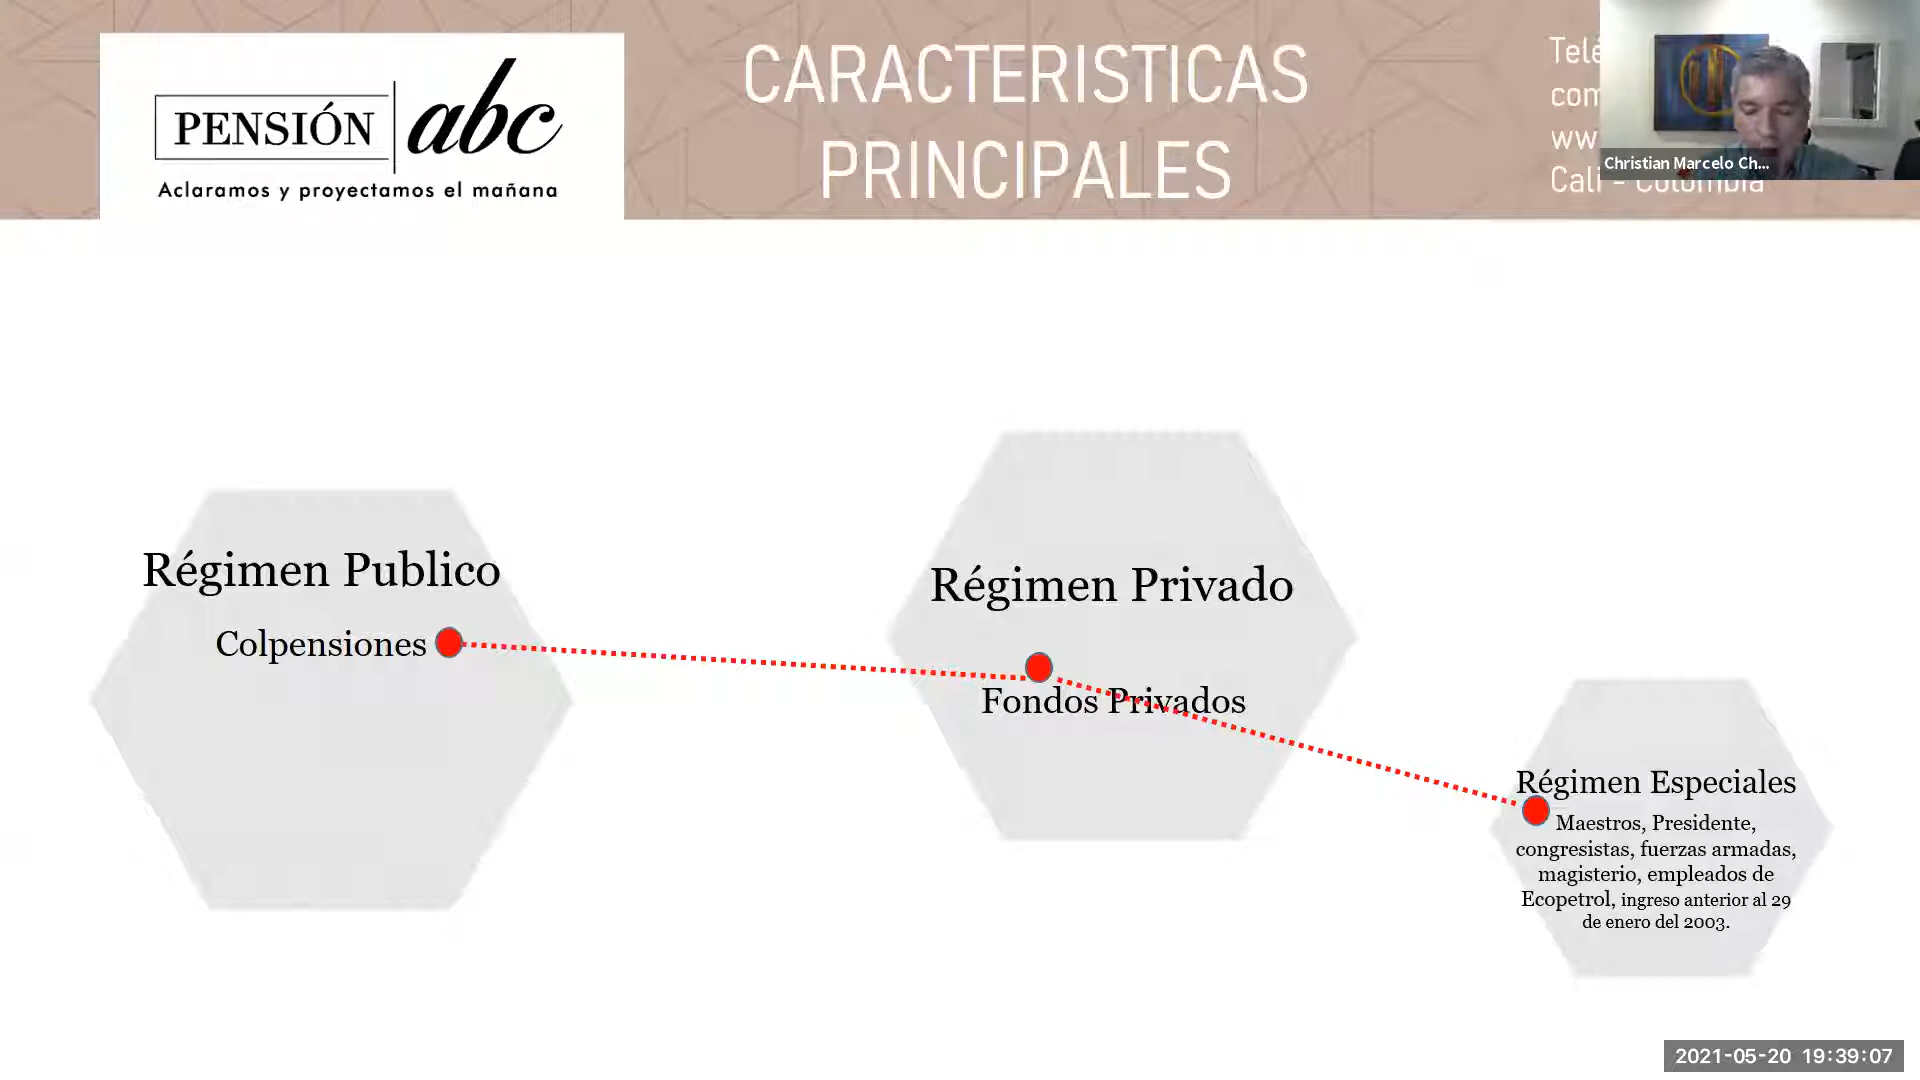 PENSIÓN abc
Aclaramos y proyectamos el mañana
CARACTERISTICAS
PRINCIPALES
Cali - Colombia
Christian Marcelo Ch...
Régimen Publico
Colpensiones
Régimen Privado
Fondos Privados
Régimen Especiales
Maestros, Presidente,
congresistas, fuerzas armadas,
magisterio, empleados de
Ecopetrol, ingreso anterior al 29
de enero del 2003.
2021-05-20 19:39:07